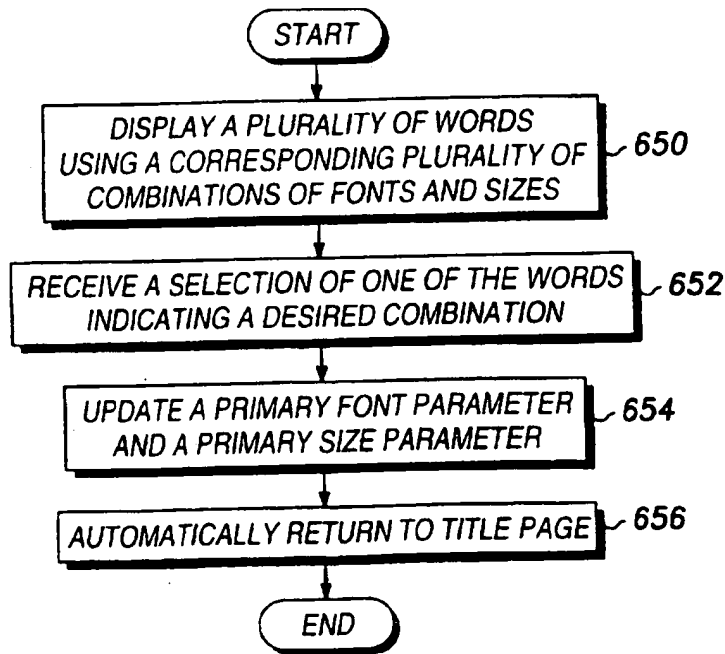 START
DISPLAY A PLURALITY OF WORDS
USING A CORRESPONDING PLURALITY OF
COMBINATIONS OF FONTS AND SIZES
650
RECEIVE A SELECTION OF ONE OF THE WORDS
INDICATING A DESIRED COMBINATION
652
UPDATE A PRIMARY FONT PARAMETER
AND A PRIMARY SIZE PARAMETER
654
AUTOMATICALLY RETURN TO TITLE PAGE
656
END